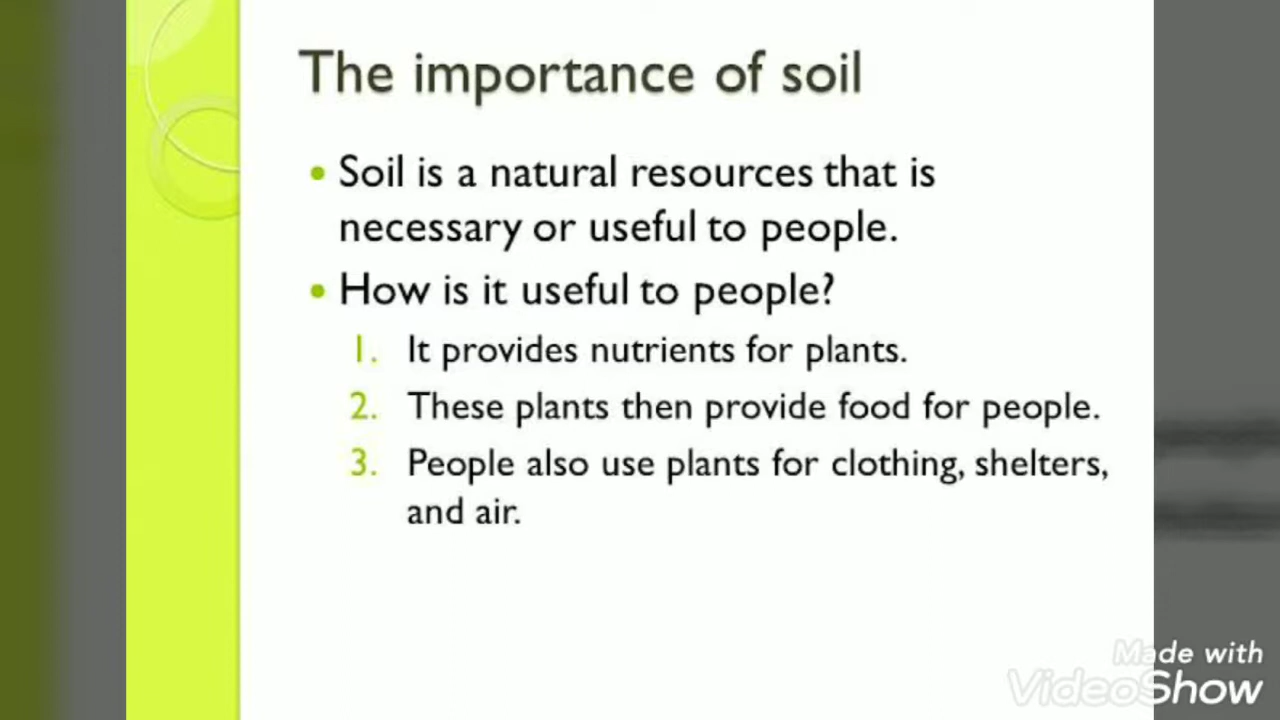 The importance of soil
• Soil is a natural resources that is
necessary or useful to people.
• How is it useful to people?
1. It provides nutrients for plants.
2. These plants then provide food for people.
3. People also use plants for clothing, shelters,
and air.
Made with
VideoShow